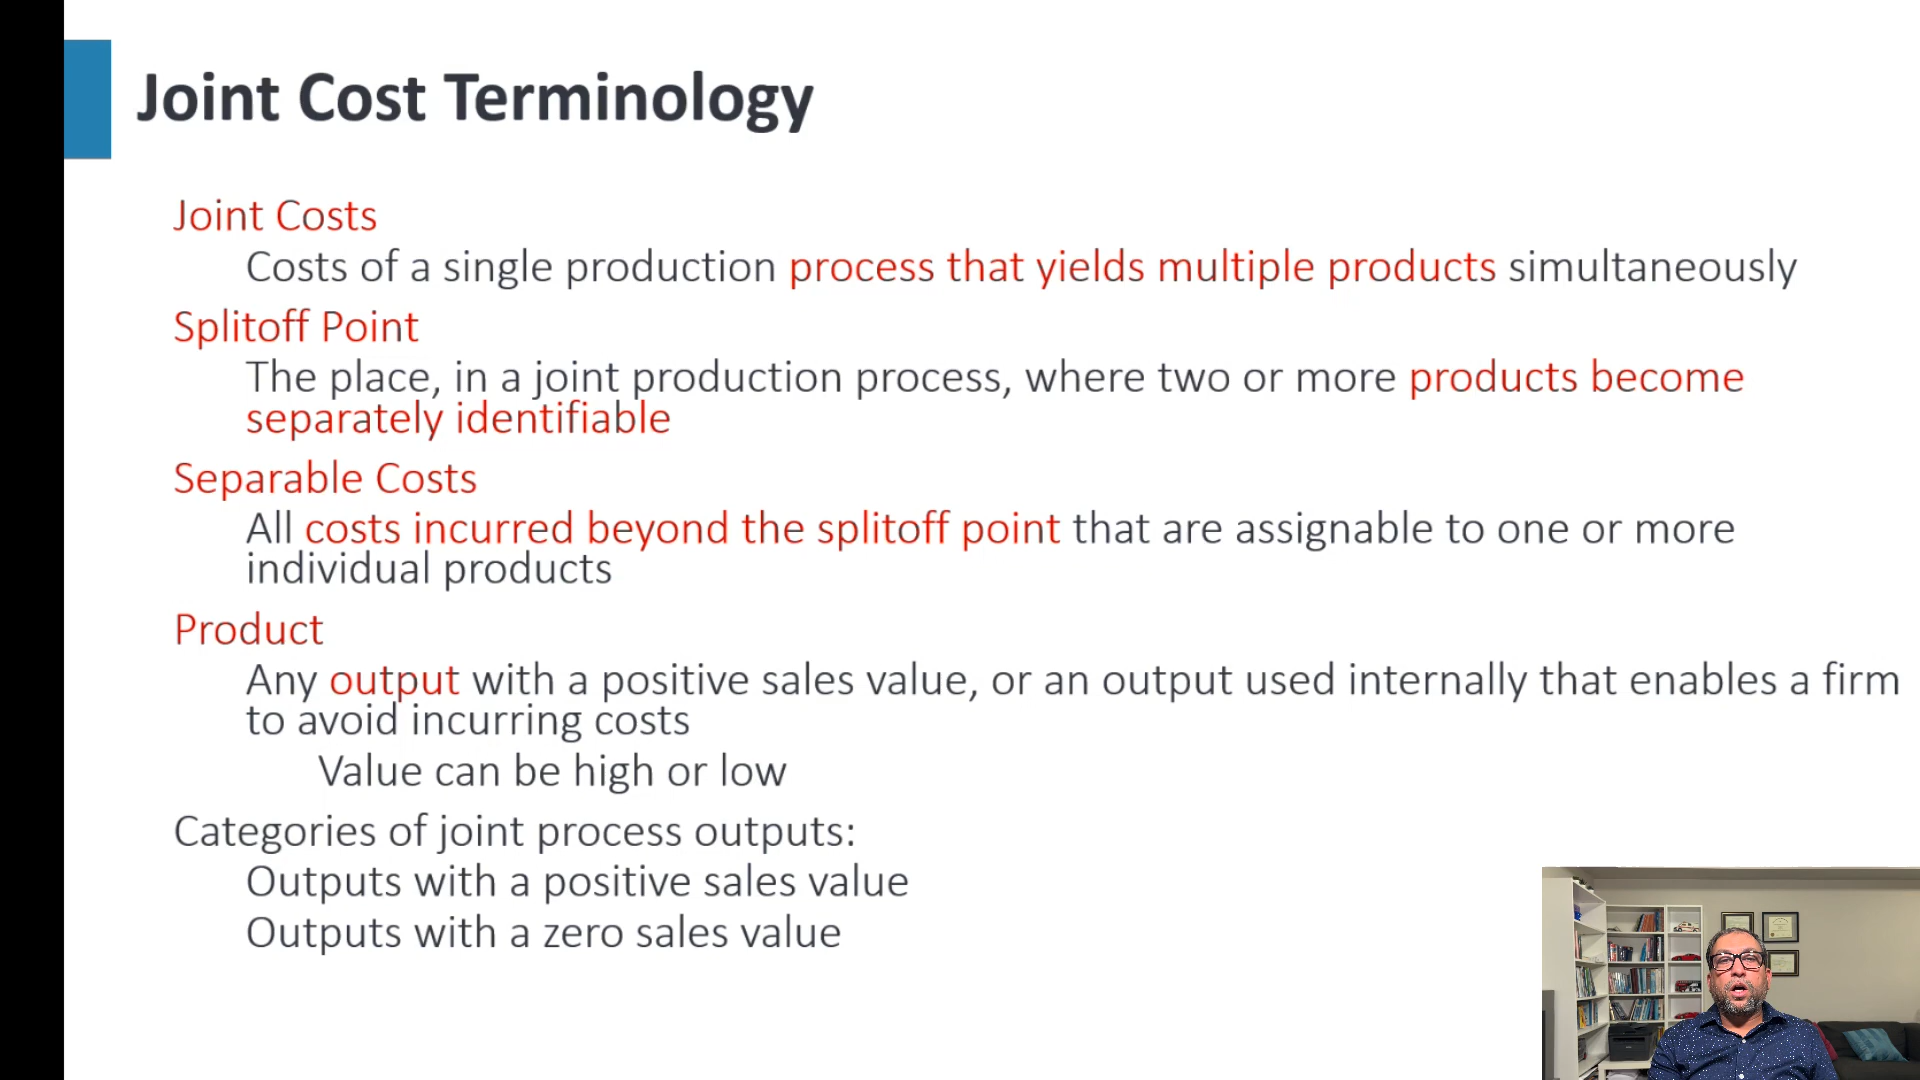 Joint Cost Terminology
Joint Costs
Costs of a single production process that yields multiple products simultaneously
Splitoff Point
The place, in a joint production process, where two or more products become
separately identifiable
Separable Costs
All costs incurred beyond the splitoff point that are assignable to one or more
individual products
Product
Any output with a positive sales value, or an output used internally that enables a firm
to avoid incurring costs
Value can be high or low
Categories of joint process outputs:
Outputs with a positive sales value
Outputs with a zero sales value